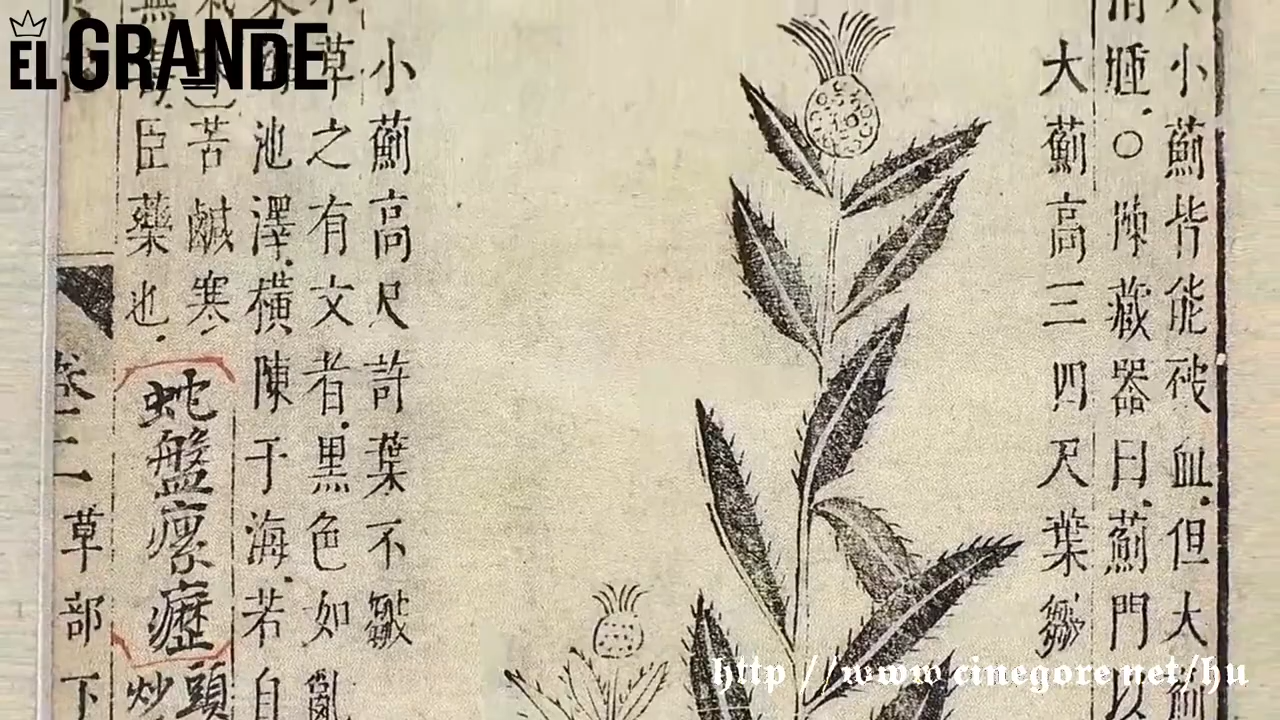 EL GRANDE
小薊皆能破血.但大薊
消腫.○陳藏器曰.薊門以
大薊高三四尺葉皺
小薊高尺許葉不皺
草之有文者.黑色如亂
池澤.橫陳于海.若自
苦鹹寒.
臣藥也.
蛇盤瘰癧
頭
炒
卷二 草部下
http://www.cinegore.net/hu